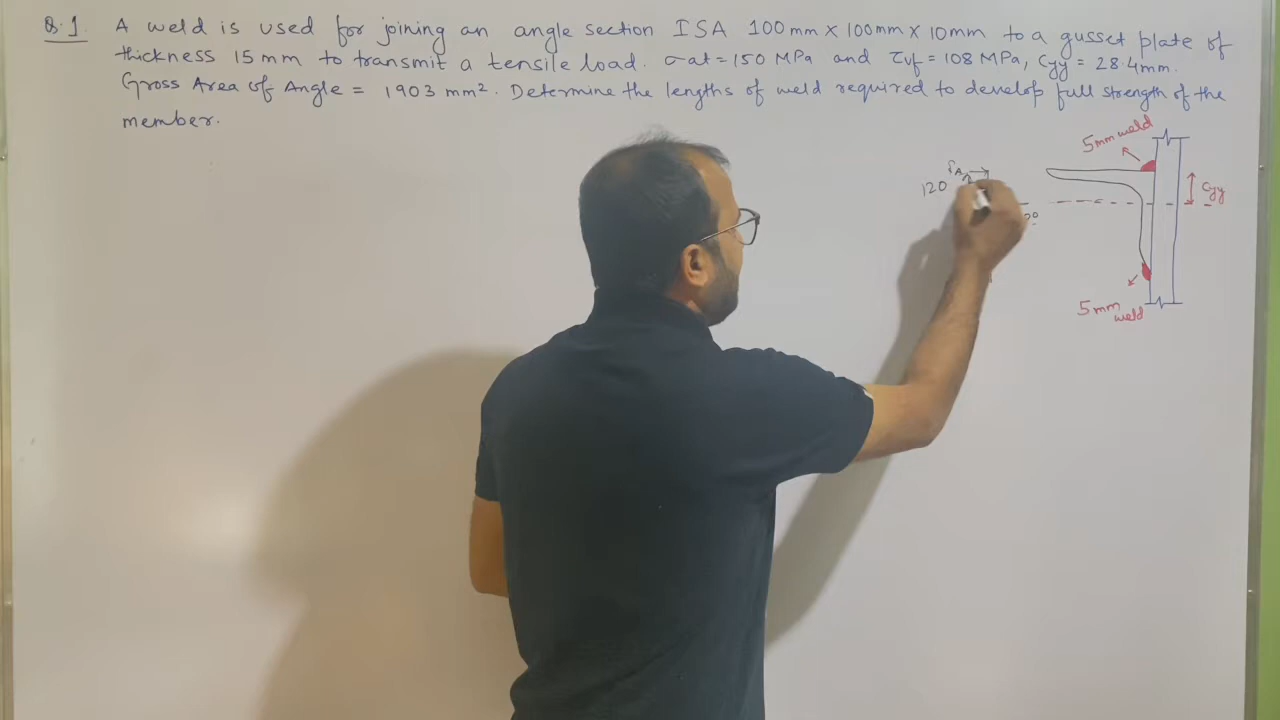 Q.1. A weld is used for joining an angle section ISA 100mm × 100mm × 10mm to a gusset plate of
thickness 15mm to transmit a tensile load. σat = 150 MPa and τvf = 108 MPa, Cyy = 28.4mm.
Gross Area of Angle = 1903 mm². Determine the lengths of weld required to develop full strength of the
member.
5mm weld
120
PA
Cyy
5mm
weld